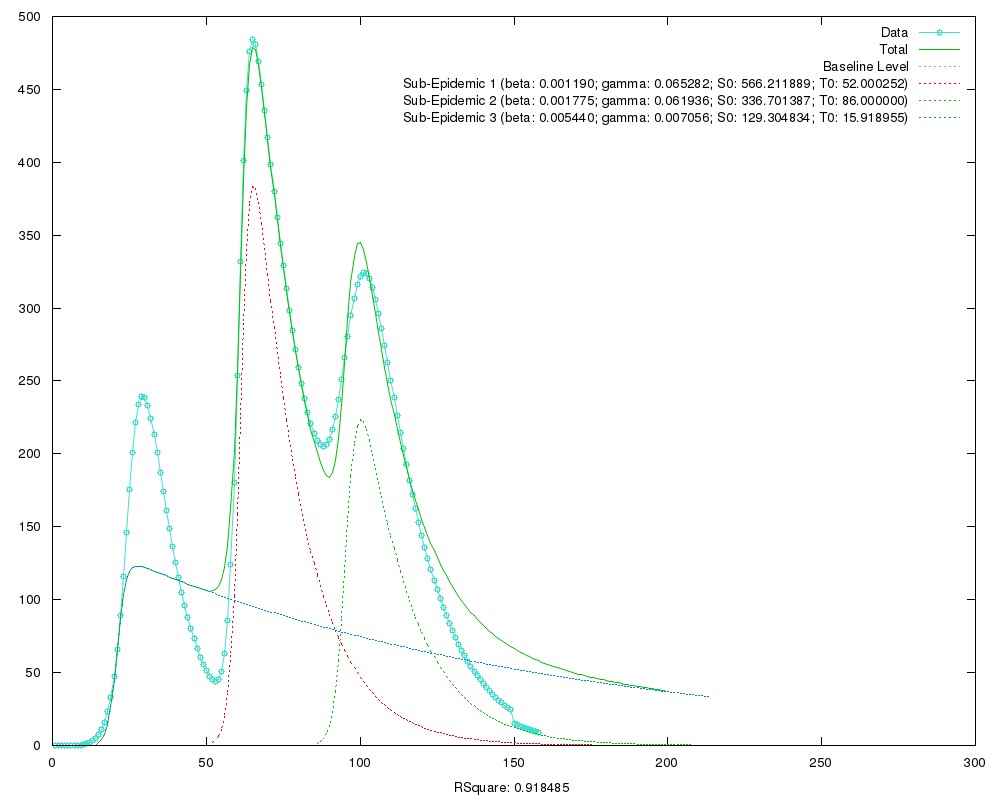 500
450
400
350
300
250
200
150
100
50
0
Data
Total
Baseline Level
Sub-Epidemic 1 (beta: 0.001190; gamma: 0.065282; S0: 566.211889; T0: 52.000252)
Sub-Epidemic 2 (beta: 0.001775; gamma: 0.061936; S0: 336.701387; T0: 86.000000)
Sub-Epidemic 3 (beta: 0.005440; gamma: 0.007056; S0: 129.304834; T0: 15.918955)
0 50 100 150 200 250 300
RSquare: 0.918485